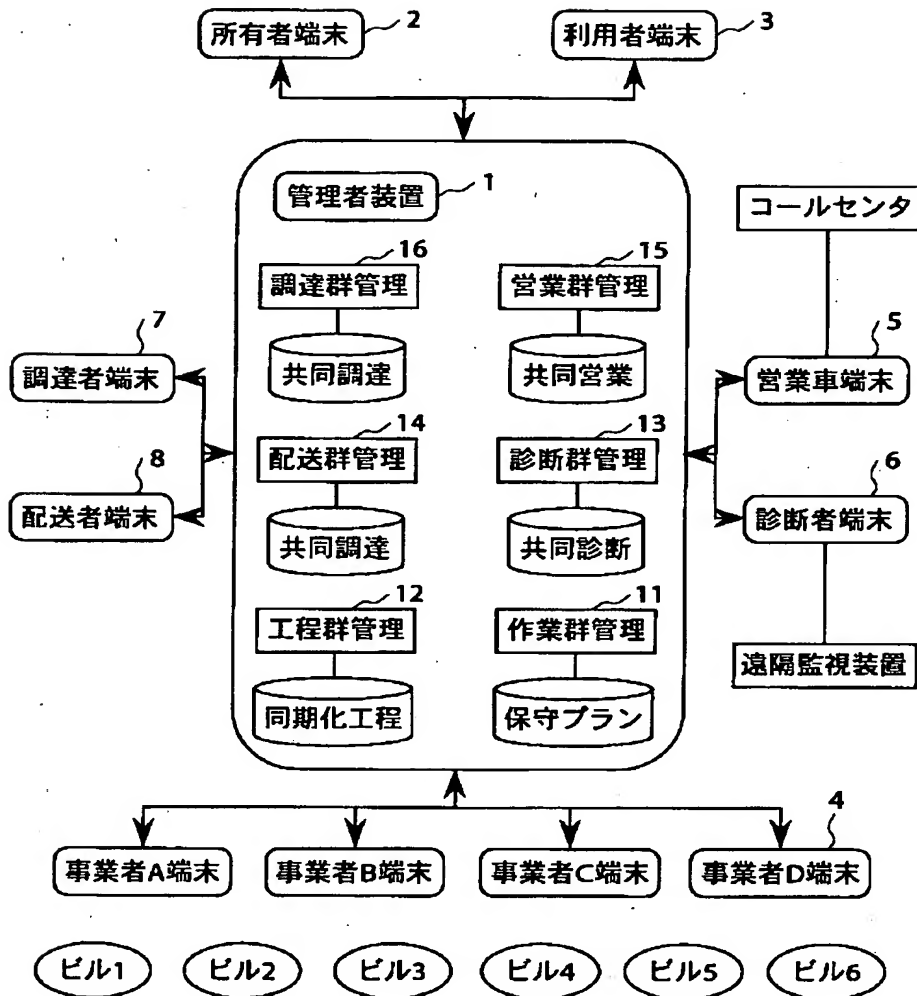 所有者端末 2
利用者端末 3
管理者装置 1
コールセンタ
16 15
調達群管理 営業群管理
7 5
調達者端末 共同調達 共同営業 営業車端末
14 13
配送群管理 診断群管理
8 6
配送者端末 共同調達 共同診断 診断者端末
12 11
工程群管理 作業群管理
遠隔監視装置
同期化工程 保守プラン
4
事業者A端末 事業者B端末 事業者C端末 事業者D端末
ビル1 ビル2 ビル3 ビル4 ビル5 ビル6